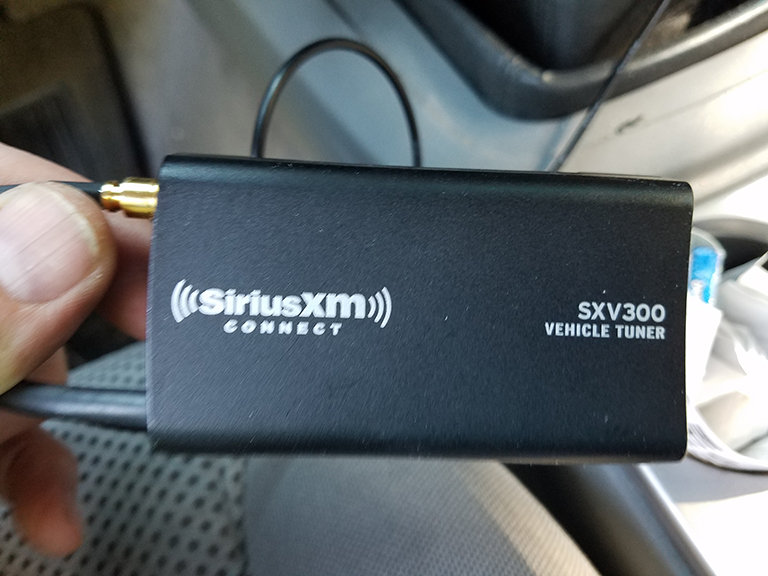 SiriusXM
CONNECT
SXV300
VEHICLE TUNER